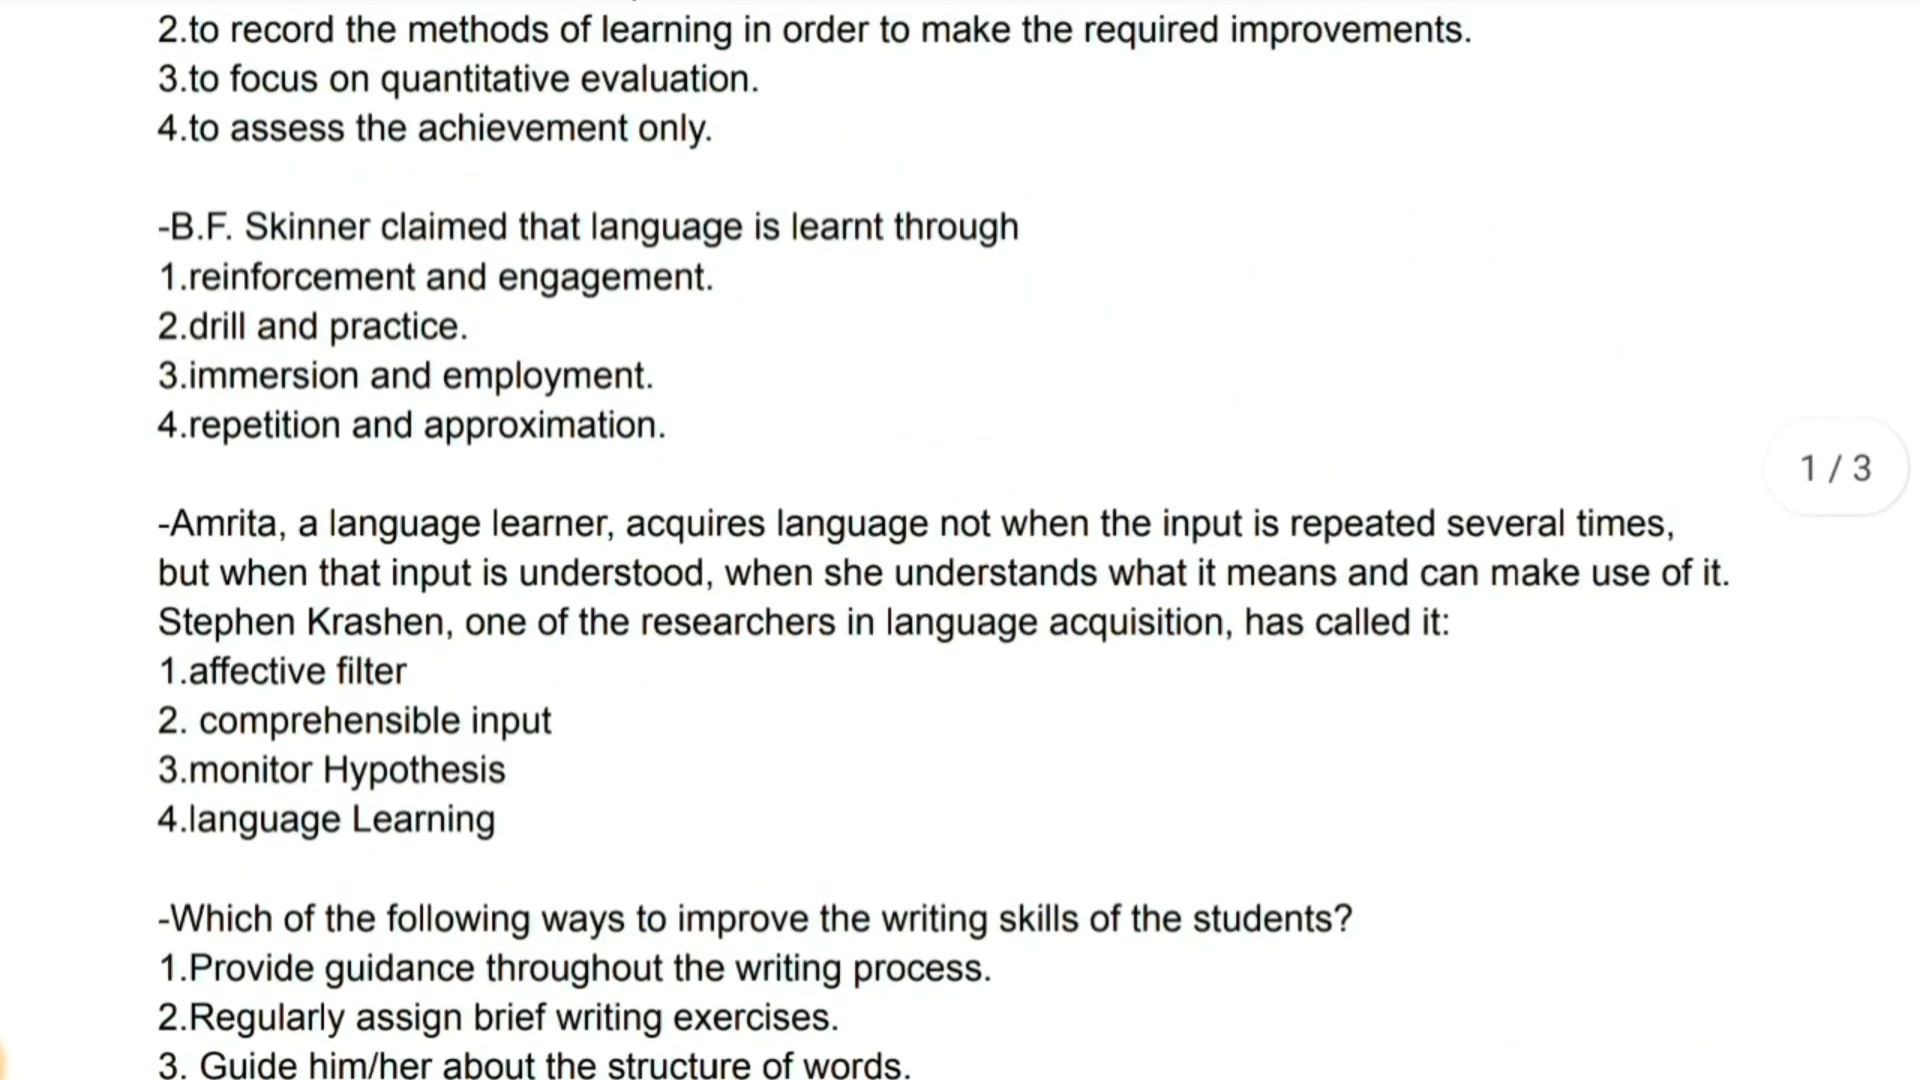 2.to record the methods of learning in order to make the required improvements.
3.to focus on quantitative evaluation.
4.to assess the achievement only.
-B.F. Skinner claimed that language is learnt through
1.reinforcement and engagement.
2.drill and practice.
3.immersion and employment.
4.repetition and approximation.
1 / 3
-Amrita, a language learner, acquires language not when the input is repeated several times,
but when that input is understood, when she understands what it means and can make use of it.
Stephen Krashen, one of the researchers in language acquisition, has called it:
1.affective filter
2. comprehensible input
3.monitor Hypothesis
4.language Learning
-Which of the following ways to improve the writing skills of the students?
1.Provide guidance throughout the writing process.
2.Regularly assign brief writing exercises.
3. Guide him/her about the structure of words.